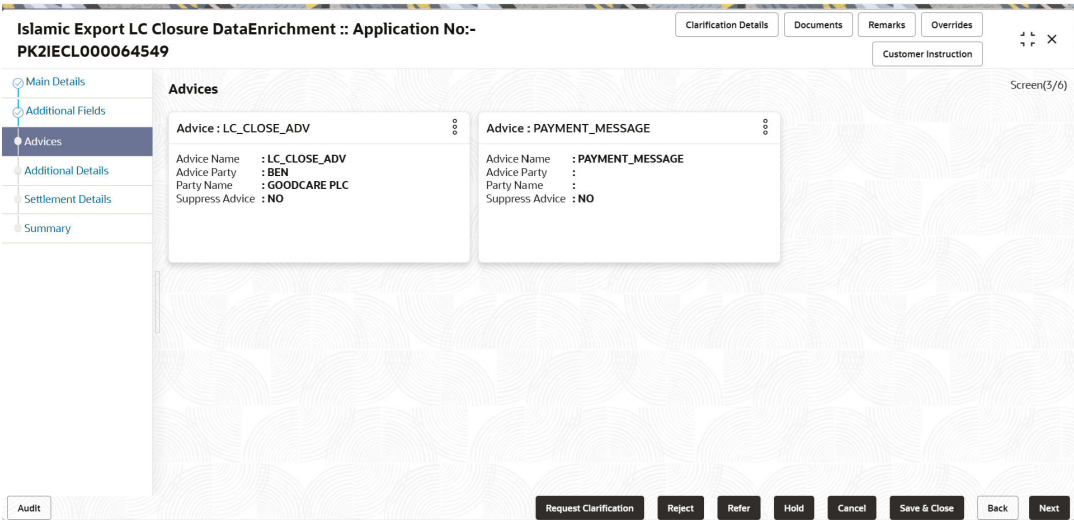 Islamic Export LC Closure DataEnrichment :: Application No:-
PK2IECL000064549
Clarification Details
Documents
Remarks
Overrides
Customer Instruction
Main Details
Additional Fields
Advices
Additional Details
Settlement Details
Summary
Advices
Screen(3/6)
Advice : LC_CLOSE_ADV
Advice Name : LC_CLOSE_ADV
Advice Party : BEN
Party Name : GOODCARE PLC
Suppress Advice : NO
Advice : PAYMENT_MESSAGE
Advice Name : PAYMENT_MESSAGE
Advice Party :
Party Name :
Suppress Advice : NO
Audit
Request Clarification
Reject
Refer
Hold
Cancel
Save & Close
Back
Next